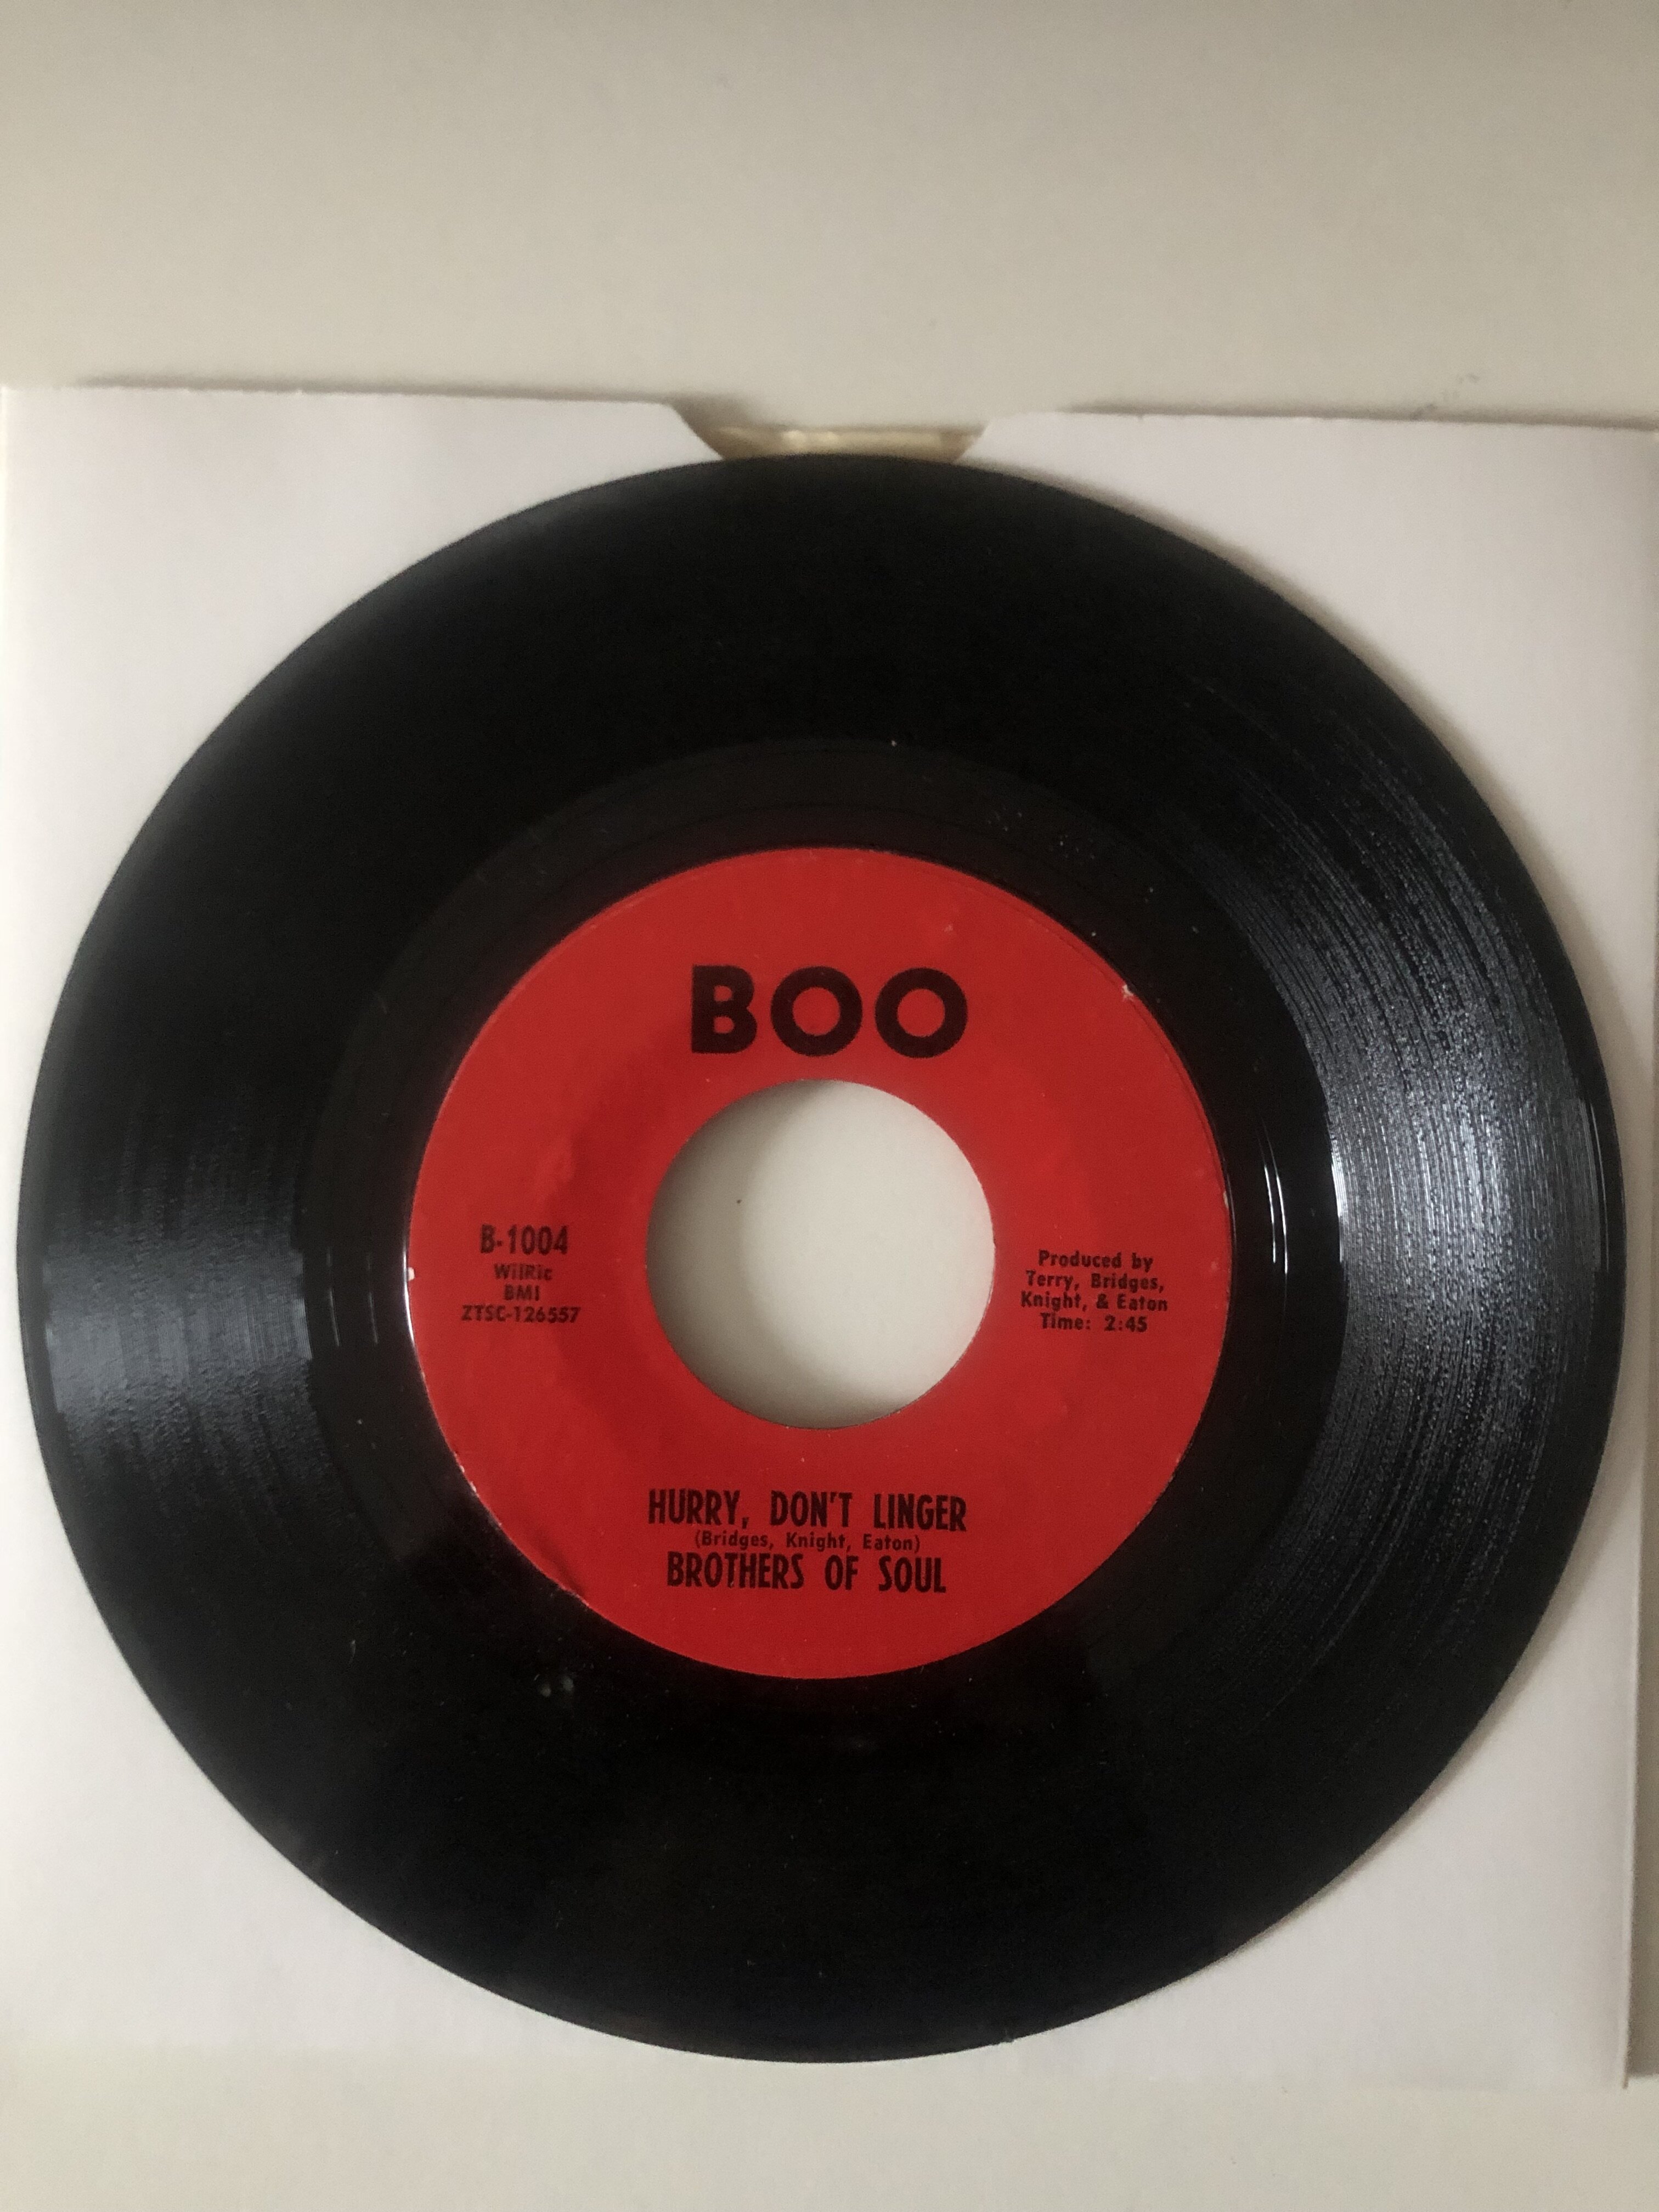 BOO
B-1004
WilRic
BMI
ZTSC-126557
Produced by
Terry, Bridges,
Knight, & Eaton
Time: 2:45
HURRY, DON'T LINGER
(Bridges, Knight, Eaton)
BROTHERS OF SOUL